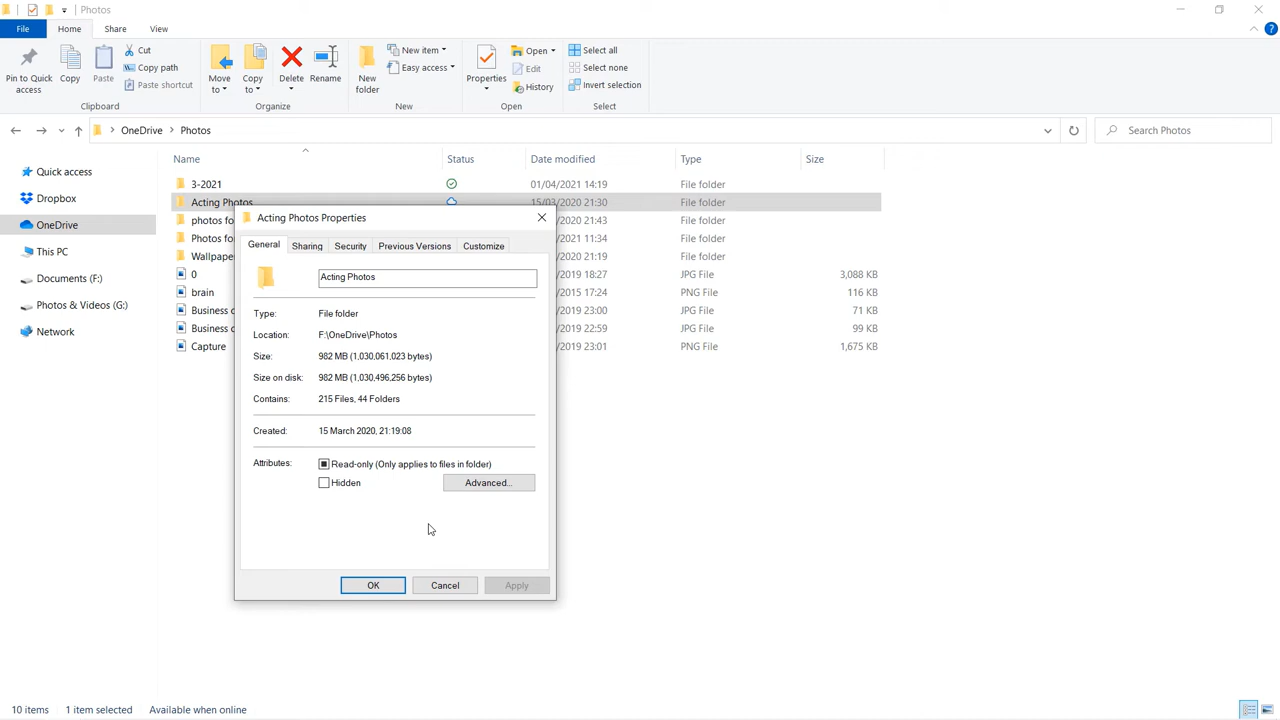 Photos
File Home Share View
Pin to Quick access
Copy
Paste
Cut
Copy path
Paste shortcut
Clipboard
Move to
Copy to
Delete
Rename
Organize
New folder
New item
Easy access
New
Properties
Open
Edit
History
Open
Select all
Select none
Invert selection
Select
OneDrive Photos
Search Photos
Quick access
Dropbox
OneDrive
This PC
Documents (F:)
Photos & Videos (G:)
Network
Name Status Date modified Type Size
3-2021 01/04/2021 14:19 File folder
Acting Photos 15/03/2020 21:30 File folder
photos fo /2020 21:43 File folder
Photos fo /2021 11:34 File folder
Wallpape /2020 21:19 File folder
0 /2019 18:27 JPG File 3,088 KB
brain /2015 17:24 PNG File 116 KB
Business c /2019 23:00 JPG File 71 KB
Business c /2019 22:59 JPG File 99 KB
Capture /2019 23:01 PNG File 1,675 KB
Acting Photos Properties
General Sharing Security Previous Versions Customize
Acting Photos
Type: File folder
Location: F:\OneDrive\Photos
Size: 982 MB (1,030,061,023 bytes)
Size on disk: 982 MB (1,030,496,256 bytes)
Contains: 215 Files, 44 Folders
Created: 15 March 2020, 21:19:08
Attributes: Read-only (Only applies to files in folder)
Hidden Advanced...
OK Cancel Apply
10 items 1 item selected Available when online